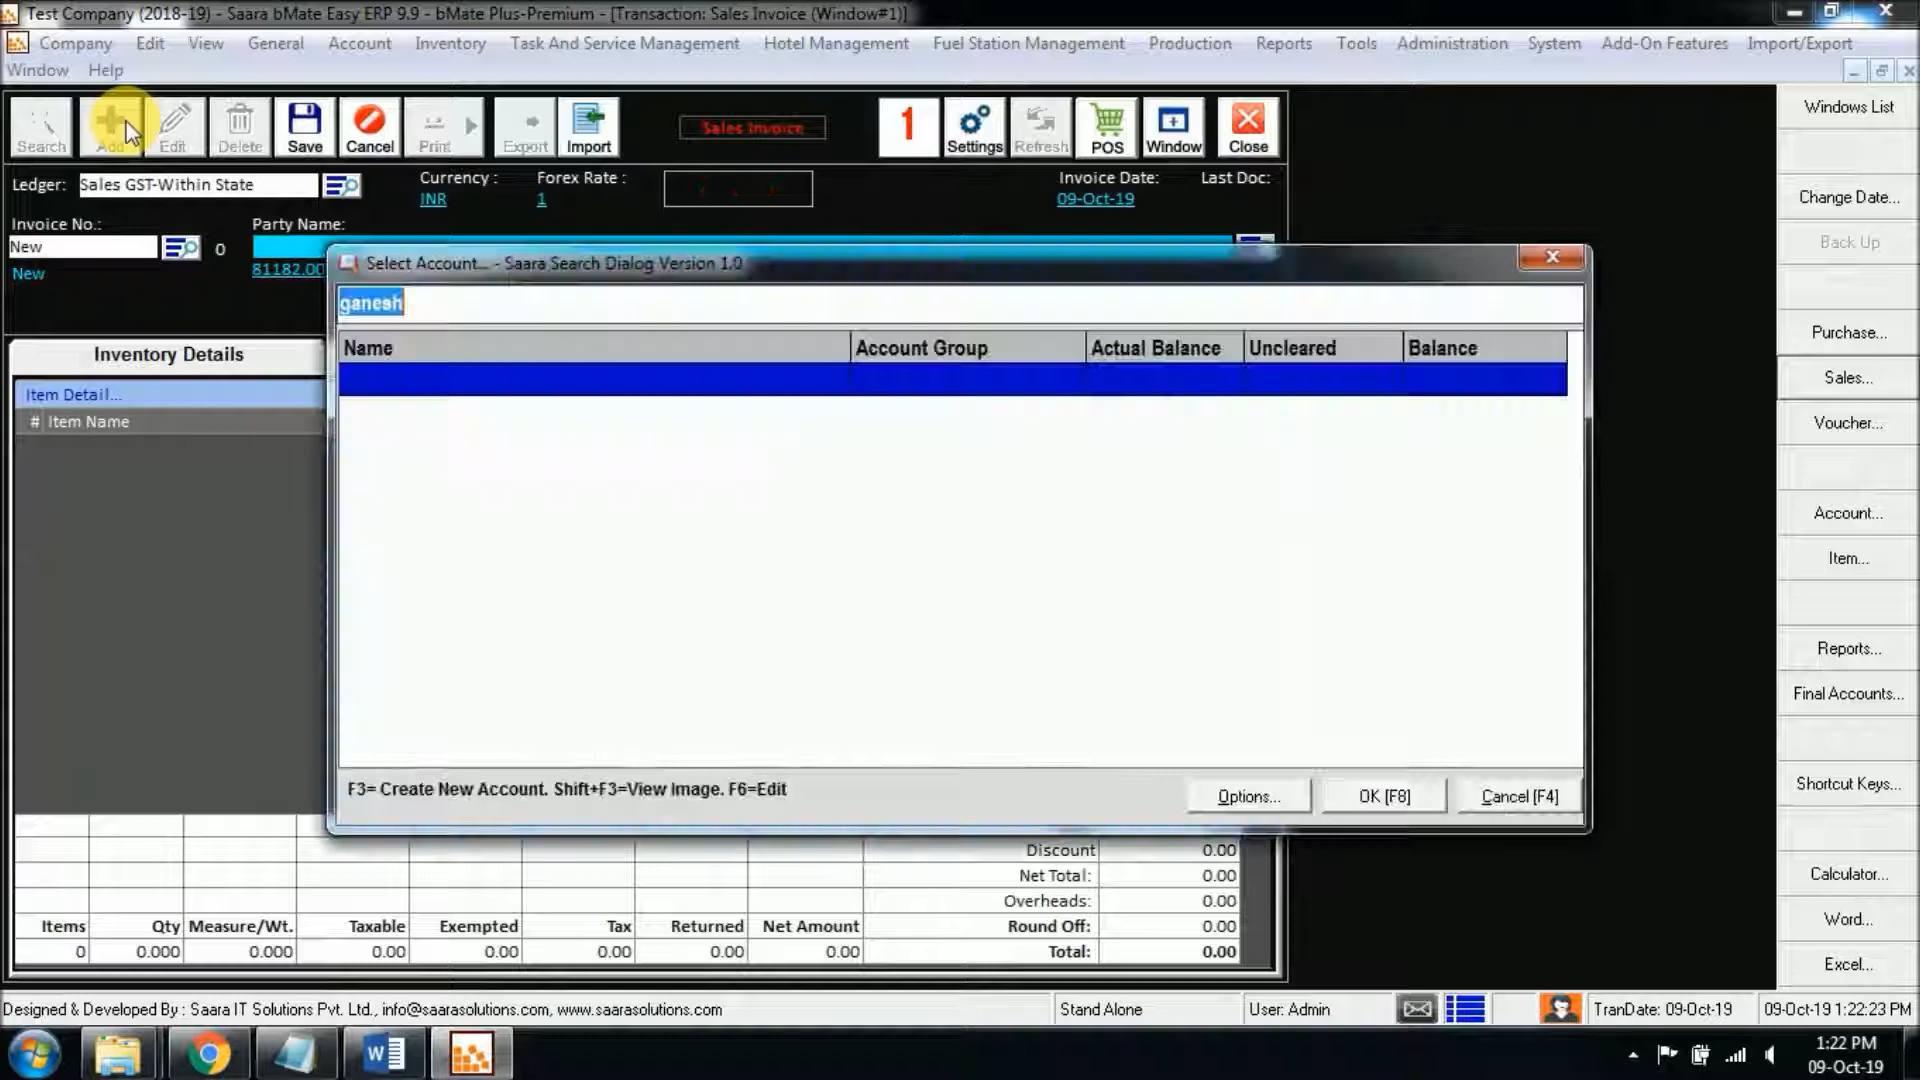 Test Company (2018-19) - Saara bMate Easy ERP 9.9 - bMate Plus-Premium - [Transaction: Sales Invoice (Window#1)]
Company Edit View General Account Inventory Task And Service Management Hotel Management Fuel Station Management Production Reports Tools Administration System Add-On Features Import/Export
Window Help
Search Add Edit Delete Save Cancel Print Export Import Sales Invoice 1 Settings Refresh POS Window Close
Ledger: Sales GST-Within State Currency : Forex Rate : Invoice Date: Last Doc:
INR 1 09-Oct-19
Invoice No.: Party Name:
New 0
New 81182.00
Select Account... - Saara Search Dialog Version 1.0
ganesh
Name Account Group Actual Balance Uncleared Balance
F3= Create New Account. Shift+F3=View Image. F6=Edit Options... OK [F8] Cancel [F4]
Inventory Details
Item Detail...
# Item Name
Discount 0.00
Net Total: 0.00
Overheads: 0.00
Items Qty Measure/Wt. Taxable Exempted Tax Returned Net Amount Round Off: 0.00
0 0.000 0.000 0.00 0.00 0.00 0.00 0.00 Total: 0.00
Windows List
Change Date...
Back Up
Purchase...
Sales...
Voucher...
Account...
Item...
Reports...
Final Accounts...
Shortcut Keys...
Calculator...
Word...
Excel...
Designed & Developed By : Saara IT Solutions Pvt. Ltd., info@saarasolutions.com, www.saarasolutions.com Stand Alone User: Admin TranDate: 09-Oct-19 09-Oct-19 1:22:23 PM
W
1:22 PM
09-Oct-19